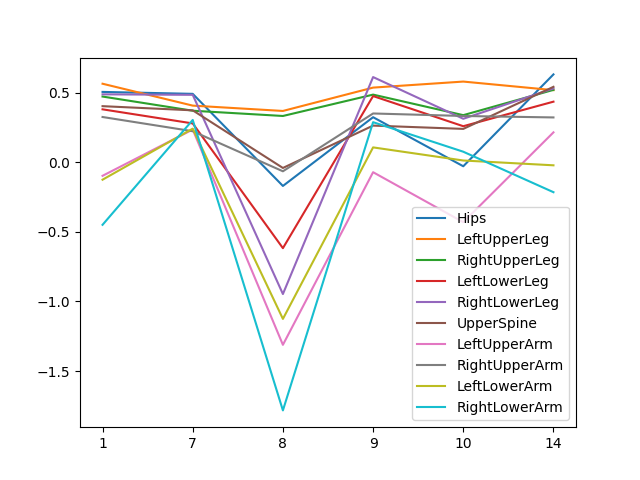 0.5
0.0
−0.5
−1.0
−1.5
1 7 8 9 10 14
Hips
LeftUpperLeg
RightUpperLeg
LeftLowerLeg
RightLowerLeg
UpperSpine
LeftUpperArm
RightUpperArm
LeftLowerArm
RightLowerArm